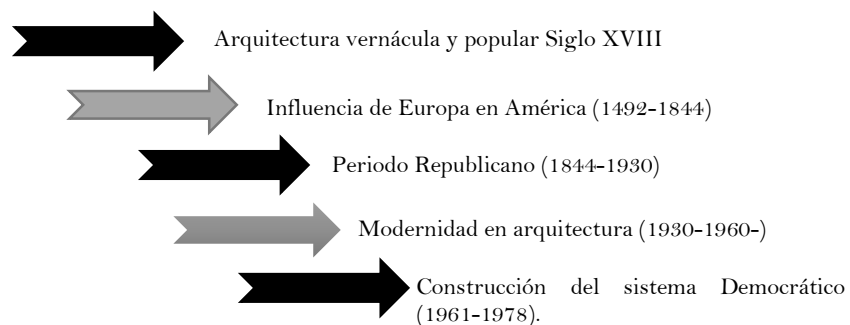 Arquitectura vernácula y popular Siglo XVIII
Influencia de Europa en América (1492-1844)
Periodo Republicano (1844-1930)
Modernidad en arquitectura (1930-1960-)
Construcción del sistema Democrático
(1961-1978).